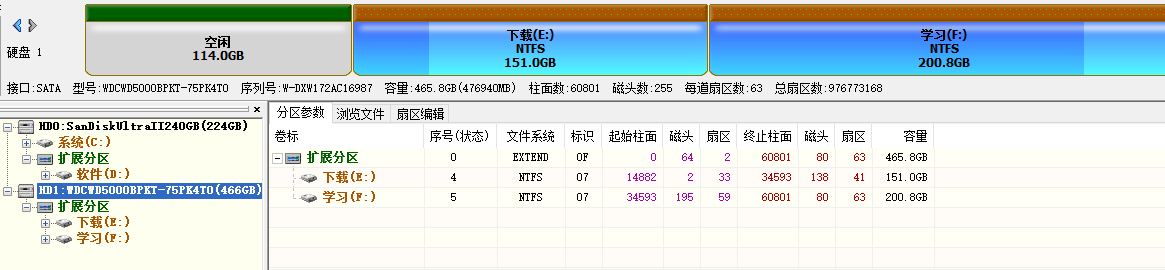 空闲
114.0GB
下载(E:)
NTFS
151.0GB
学习(F:)
NTFS
200.8GB
硬盘 1
接口:SATA 型号:WDCWD5000BPKT-75PK4T0 序列号:W-DXW172AC16987 容量:465.8GB(476940MB) 柱面数:60801 磁头数:255 每道扇区数:63 总扇区数:976773168
HD0:SanDiskUltraII240GB(224GB)
系统(C:)
扩展分区
软件(D:)
HD1:WDCWD5000BPKT-75PK4T0(466GB)
扩展分区
下载(E:)
学习(F:)
分区参数 浏览文件 扇区编辑
卷标 序号(状态) 文件系统 标识 起始柱面 磁头 扇区 终止柱面 磁头 扇区 容量
扩展分区 0 EXTEND 0F 0 64 2 60801 80 63 465.8GB
下载(E:) 4 NTFS 07 14882 2 33 34593 138 41 151.0GB
学习(F:) 5 NTFS 07 34593 195 59 60801 80 63 200.8GB